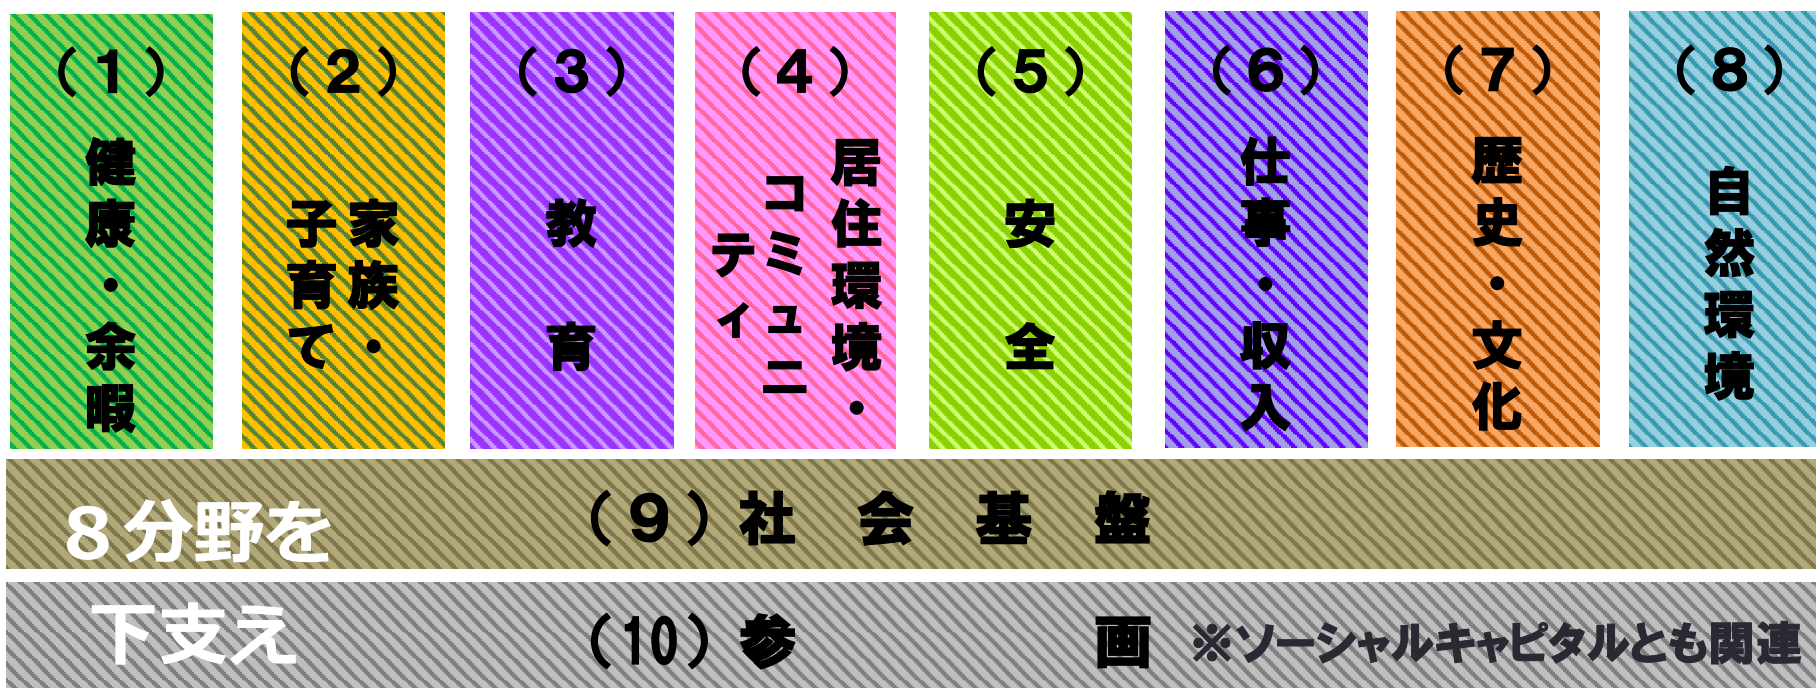 （１）
健康・余暇
（２）
家族・
子育て
（３）
教　育
（４）
居住環境・
コミュニ
ティ
（５）
安　全
（６）
仕事・収入
（７）
歴史・文化
（８）
自然環境
８分野を
（９）社　会　基　盤
下支え
（10）参　　　　　画　※ソーシャルキャピタルとも関連